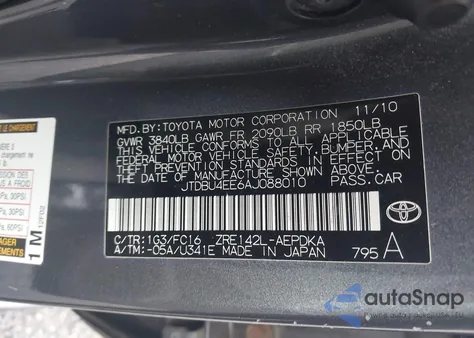 MFD.BY:TOYOTA MOTOR CORPORATION 11/10
GVWR 3840LB GAWR FR 2090LB RR 1850LB
THIS VEHICLE CONFORMS TO ALL APPLICABLE
FEDERAL MOTOR VEHICLE SAFETY, BUMPER, AND
THEFT PREVENTION STANDARDS IN EFFECT ON
THE DATE OF MANUFACTURE SHOWN ABOVE.
JTDBU4EE6AJ088010 PASS.CAR
C/TR:1G3/FC16 ZRE142L-AEPDKA
A/TM:-05A/U341E MADE IN JAPAN 795 A
TOYOTA
1M
autoSnap